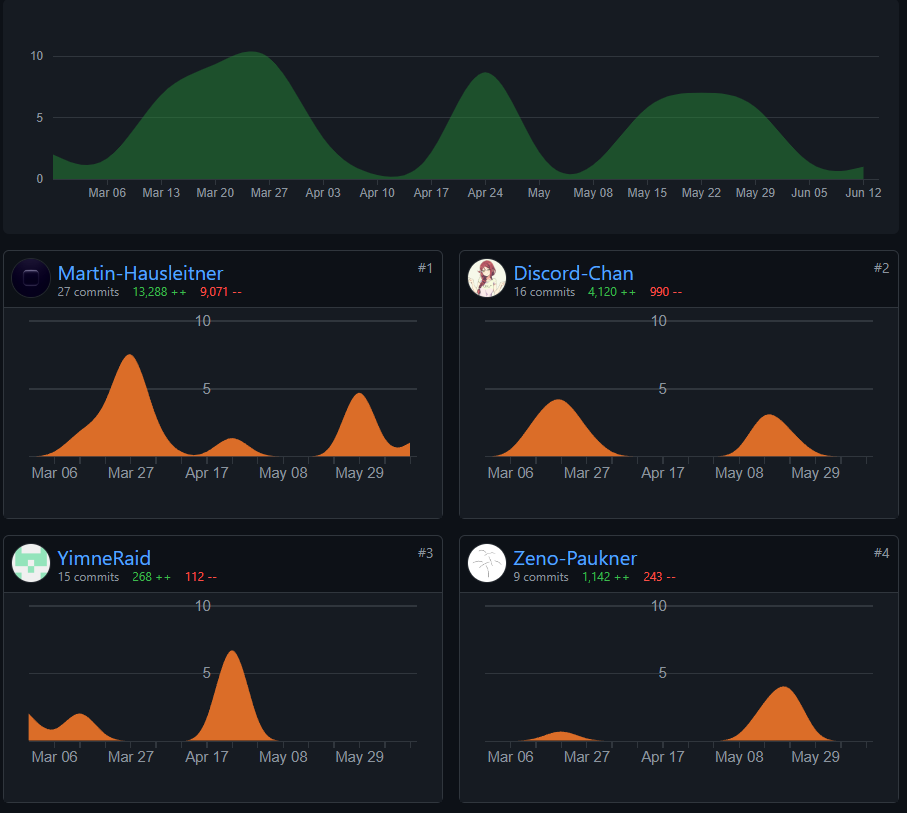 10
5
0
Mar 06 Mar 13 Mar 20 Mar 27 Apr 03 Apr 10 Apr 17 Apr 24 May May 08 May 15 May 22 May 29 Jun 05 Jun 12
Martin-Hausleitner #1
27 commits 13,288 ++ 9,071 --
10
5
Mar 06 Mar 27 Apr 17 May 08 May 29
Discord-Chan #2
16 commits 4,120 ++ 990 --
10
5
Mar 06 Mar 27 Apr 17 May 08 May 29
YimneRaid #3
15 commits 268 ++ 112 --
10
5
Mar 06 Mar 27 Apr 17 May 08 May 29
Zeno-Paukner #4
9 commits 1,142 ++ 243 --
10
5
Mar 06 Mar 27 Apr 17 May 08 May 29